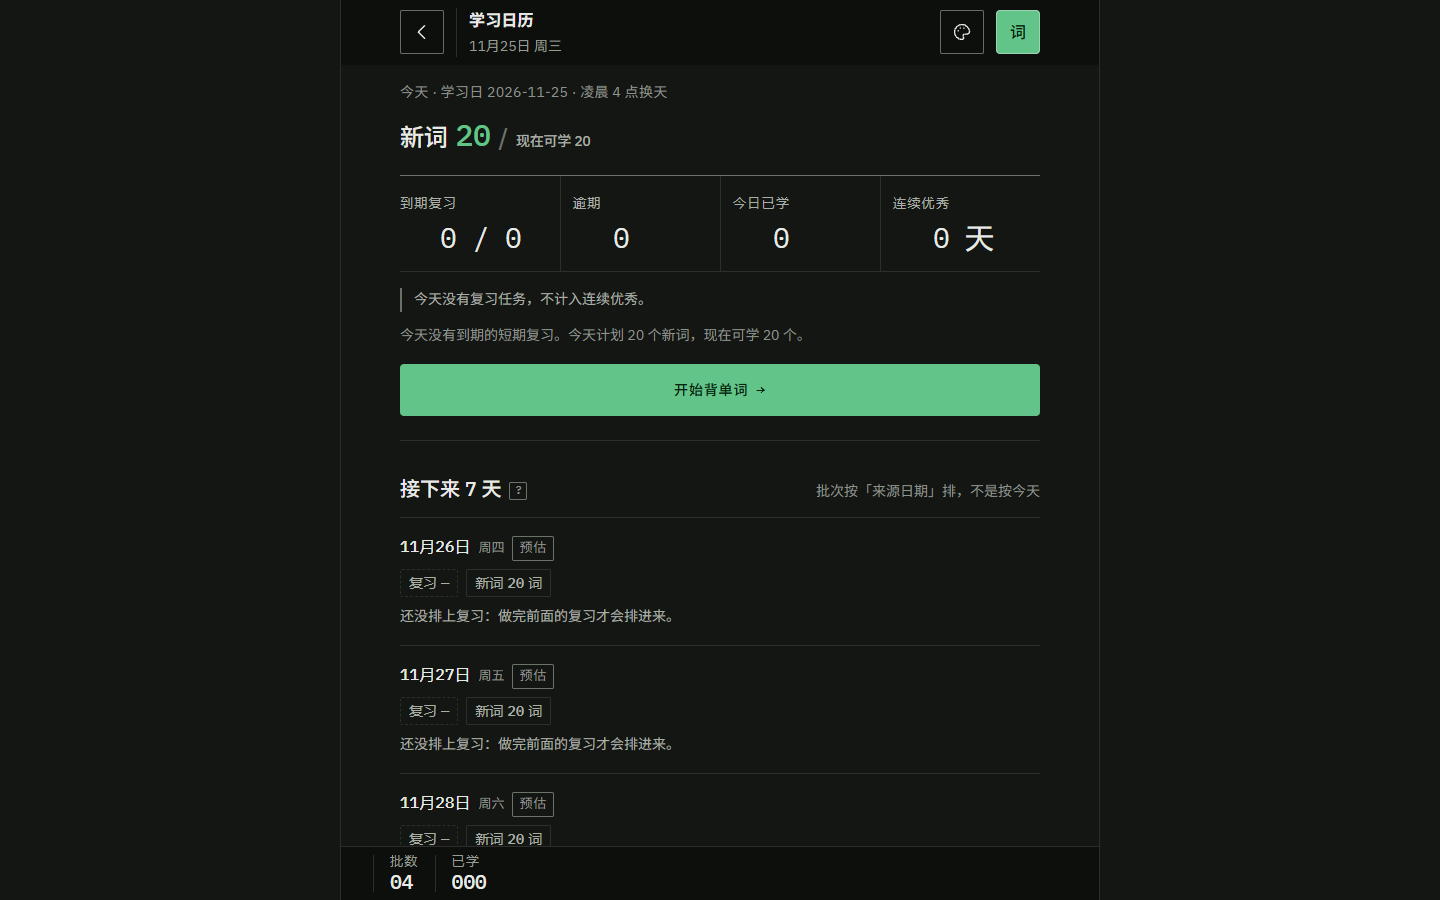 学习日历
11月25日 周三
词
今天 · 学习日 2026-11-25 · 凌晨 4 点换天
新词 20 / 现在可学 20
到期复习 逾期 今日已学 连续优秀
0 / 0 0 0 0 天
今天没有复习任务，不计入连续优秀。
今天没有到期的短期复习。今天计划 20 个新词，现在可学 20 个。
开始背单词 →
接下来 7 天 ? 批次按「来源日期」排，不是按今天
11月26日 周四 预估
复习 — 新词 20 词
还没排上复习：做完前面的复习才会排进来。
11月27日 周五 预估
复习 — 新词 20 词
还没排上复习：做完前面的复习才会排进来。
11月28日 周六 预估
复习 — 新词 20 词
批数 已学
04 000